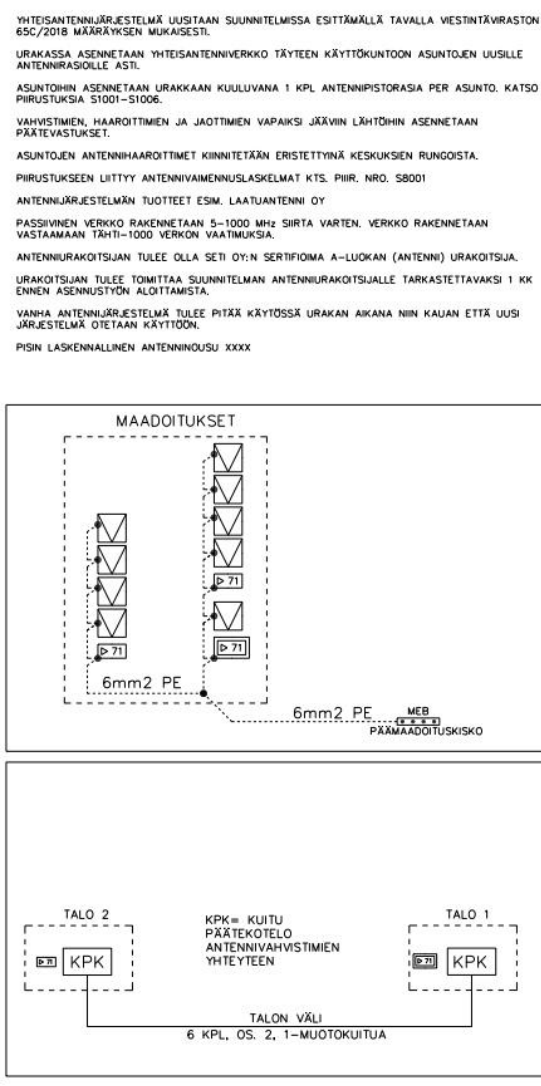 YHTEISANTENNIJÄRJESTELMÄ UUSITAAN SUUNNITELMISSA ESITTÄMÄLLÄ TAVALLA VIESTINTÄVIRASTON
65C/2018 MÄÄRÄYKSEN MUKAISESTI.
URAKASSA ASENNETAAN YHTEISANTENNIVERKKO TÄYTEEN KÄYTTÖKUNTOON ASUNTOJEN UUSILLE
ANTENNIRASIOILLE ASTI.
ASUNTOIHIN ASENNETAAN URAKKAAN KUULUVANA 1 KPL ANTENNIPISTORASIA PER ASUNTO. KATSO
PIIRUSTUKSIA S1001-S1006.
VAHVISTIMIEN, HAAROITTIMIEN JA JAOTTIMIEN VAPAIKSI JÄÄVIIN LÄHTÖIHIN ASENNETAAN
PÄÄTEVASTUKSET.
ASUNTOJEN ANTENNIHAAROITTIMET KIINNITETÄÄN ERISTETTYINÄ KESKUKSIEN RUNGOISTA.
PIIRUSTUKSEEN LIITTYY ANTENNIVAIMENNUSLASKELMAT KTS. PIIR. NRO. S8001
ANTENNIJÄRJESTELMÄN TUOTTEET ESIM. LAATUANTENNI OY
PASSIIVINEN VERKKO RAKENNETAAN 5-1000 MHz SIIRTA VARTEN. VERKKO RAKENNETAAN
VASTAAMAAN TÄHTI-1000 VERKON VAATIMUKSIA.
ANTENNIURAKOITSIJAN TULEE OLLA SETI OY:N SERTIFIOIMA A-LUOKAN (ANTENNI) URAKOITSIJA.
URAKOITSIJAN TULEE TOIMITTAA SUUNNITELMAN ANTENNIURAKOITSIJALLE TARKASTETTAVAKSI 1 KK
ENNEN ASENNUSTYÖN ALOITTAMISTA.
VANHA ANTENNIJÄRJESTELMÄ TULEE PITÄÄ KÄYTÖSSÄ URAKAN AIKANA NIIN KAUAN ETTÄ UUSI
JÄRJESTELMÄ OTETAAN KÄYTTÖÖN.
PISIN LASKENNALLINEN ANTENNINOUSU XXXX
MAADOITUKSET
71
71
71
6mm2 PE
6mm2 PE
MEB
PÄÄMAADOITUSKISKO
TALO 2
71
KPK
KPK= KUITU
PÄÄTEKOTELO
ANTENNIVAHVISTIMIEN
YHTEYTEEN
TALO 1
71
KPK
TALON VÄLI
6 KPL, OS. 2, 1-MUOTOKUITUA